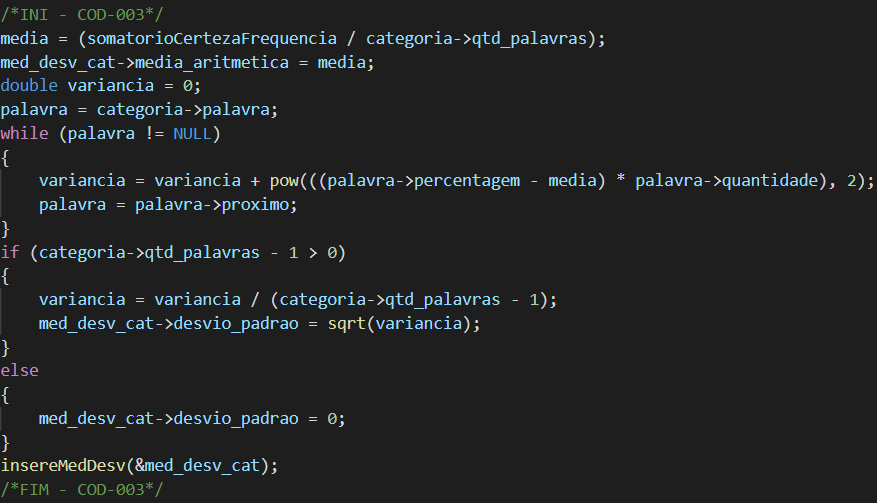 /*INI - COD-003*/
media = (somatorioCertezaFrequencia / categoria->qtd_palavras);
med_desv_cat->media_aritmetica = media;
double variancia = 0;
palavra = categoria->palavra;
while (palavra != NULL)
{
    variancia = variancia + pow(((palavra->percentagem - media) * palavra->quantidade), 2);
    palavra = palavra->proximo;
}
if (categoria->qtd_palavras - 1 > 0)
{
    variancia = variancia / (categoria->qtd_palavras - 1);
    med_desv_cat->desvio_padrao = sqrt(variancia);
}
else
{
    med_desv_cat->desvio_padrao = 0;
}
insereMedDesv(&med_desv_cat);
/*FIM - COD-003*/